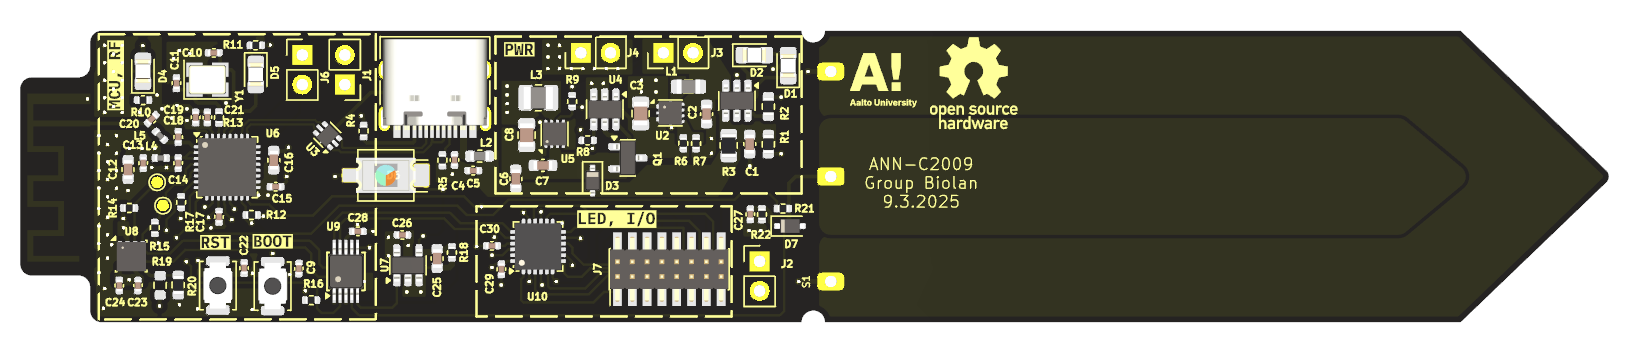 MCU, RF
C11
C10
R11
D4
Y1
D5
J6
J1
R10
C19
C21
C20
C18
R13
L5
C13
L4
U6
C16
C12
C14
C15
R14
R17
C17
R12
U8
R15
RST
BOOT
U9
C28
R19
R20
C22
C9
R16
C24
C23
U3
R4
R5
C4
C5
L2
PWR
J4
L1
J3
L3
R9
U4
C3
D2
D1
C8
U5
R8
U2
C2
R2
R1
Q1
R6
R7
R3
C1
C6
C7
D3
C26
U7
C25
R18
LED, I/O
C30
C29
U10
J7
C27
R21
R22
D7
J2
S1
A!
Aalto University
open source
hardware
ANN-C2009
Group Biolan
9.3.2025